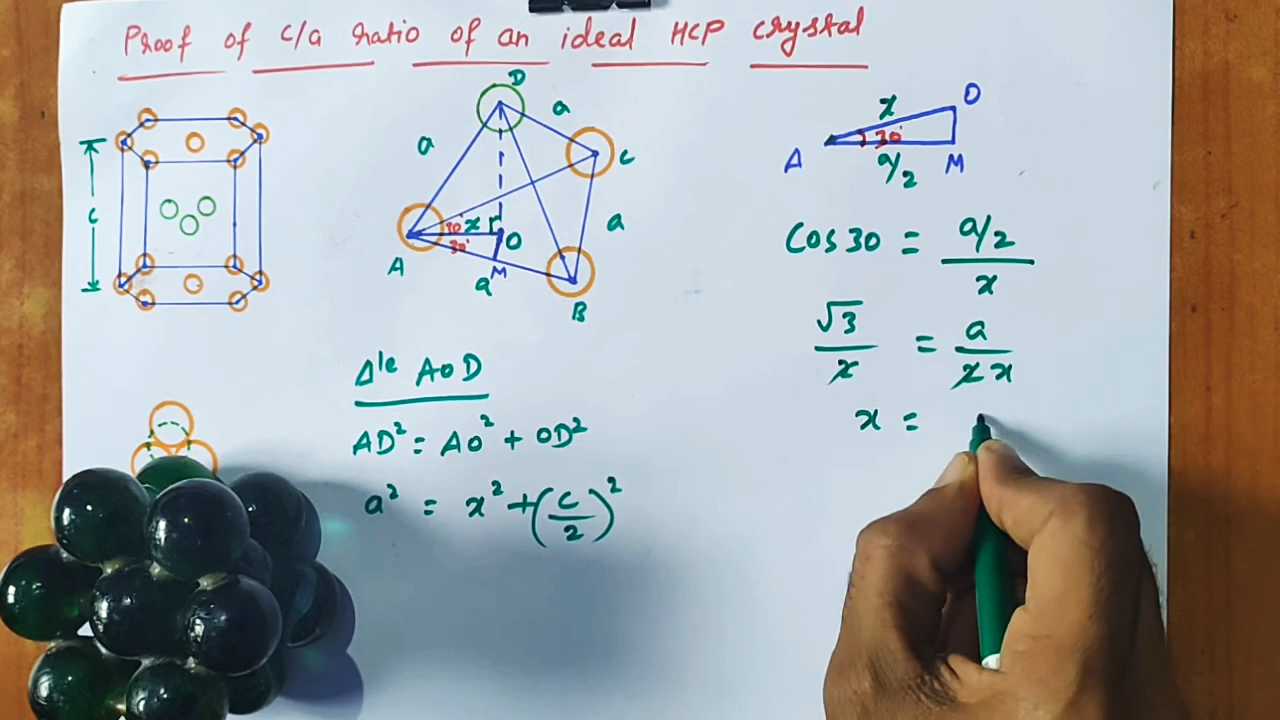 Proof of c/a ratio of an ideal HCP crystal
c
D
a
a
C
30°
x
O
30°
a
A
M
a
B
x
O
30°
A
a/2
M
Cos 30 = (a/2)/x
√3/2 = a/2x
x =
Δle AOD
AD² = AO² + OD²
a² = x² + (c/2)²